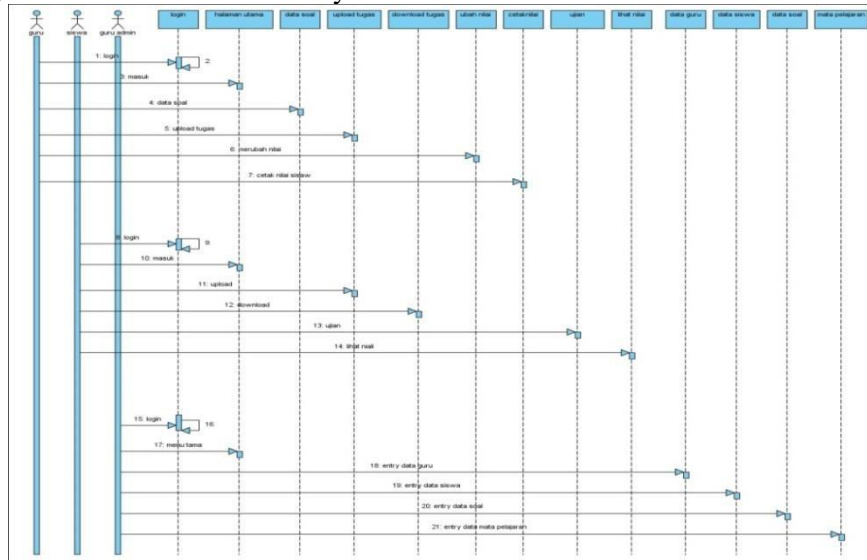 login halaman utama data soal upload tugas download tugas ubah nilai cetaknilai ujian lihat nilai data guru data siswa data soal mata pelajaran
guru siswa guru admin
1: login
2
3: masuk
4: data soal
5: upload tugas
6: merubah nilai
7: cetak nilai sisaw
8: login
9
10: masuk
11: upload
12: download
13: ujian
14: lihat niali
15: login
16
17: menu tama
18: entry data guru
19: entry data siswa
20: entry data soal
21: entry data mata pelajaran